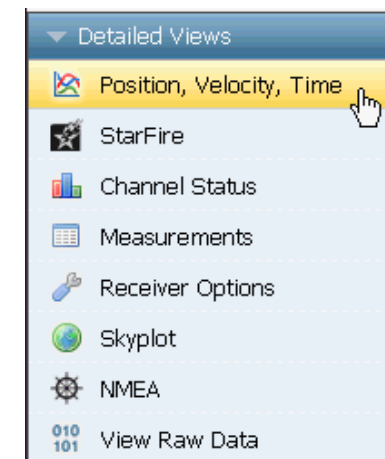 Detailed Views
Position, Velocity, Time
StarFire
Channel Status
Measurements
Receiver Options
Skyplot
NMEA
010
101
View Raw Data